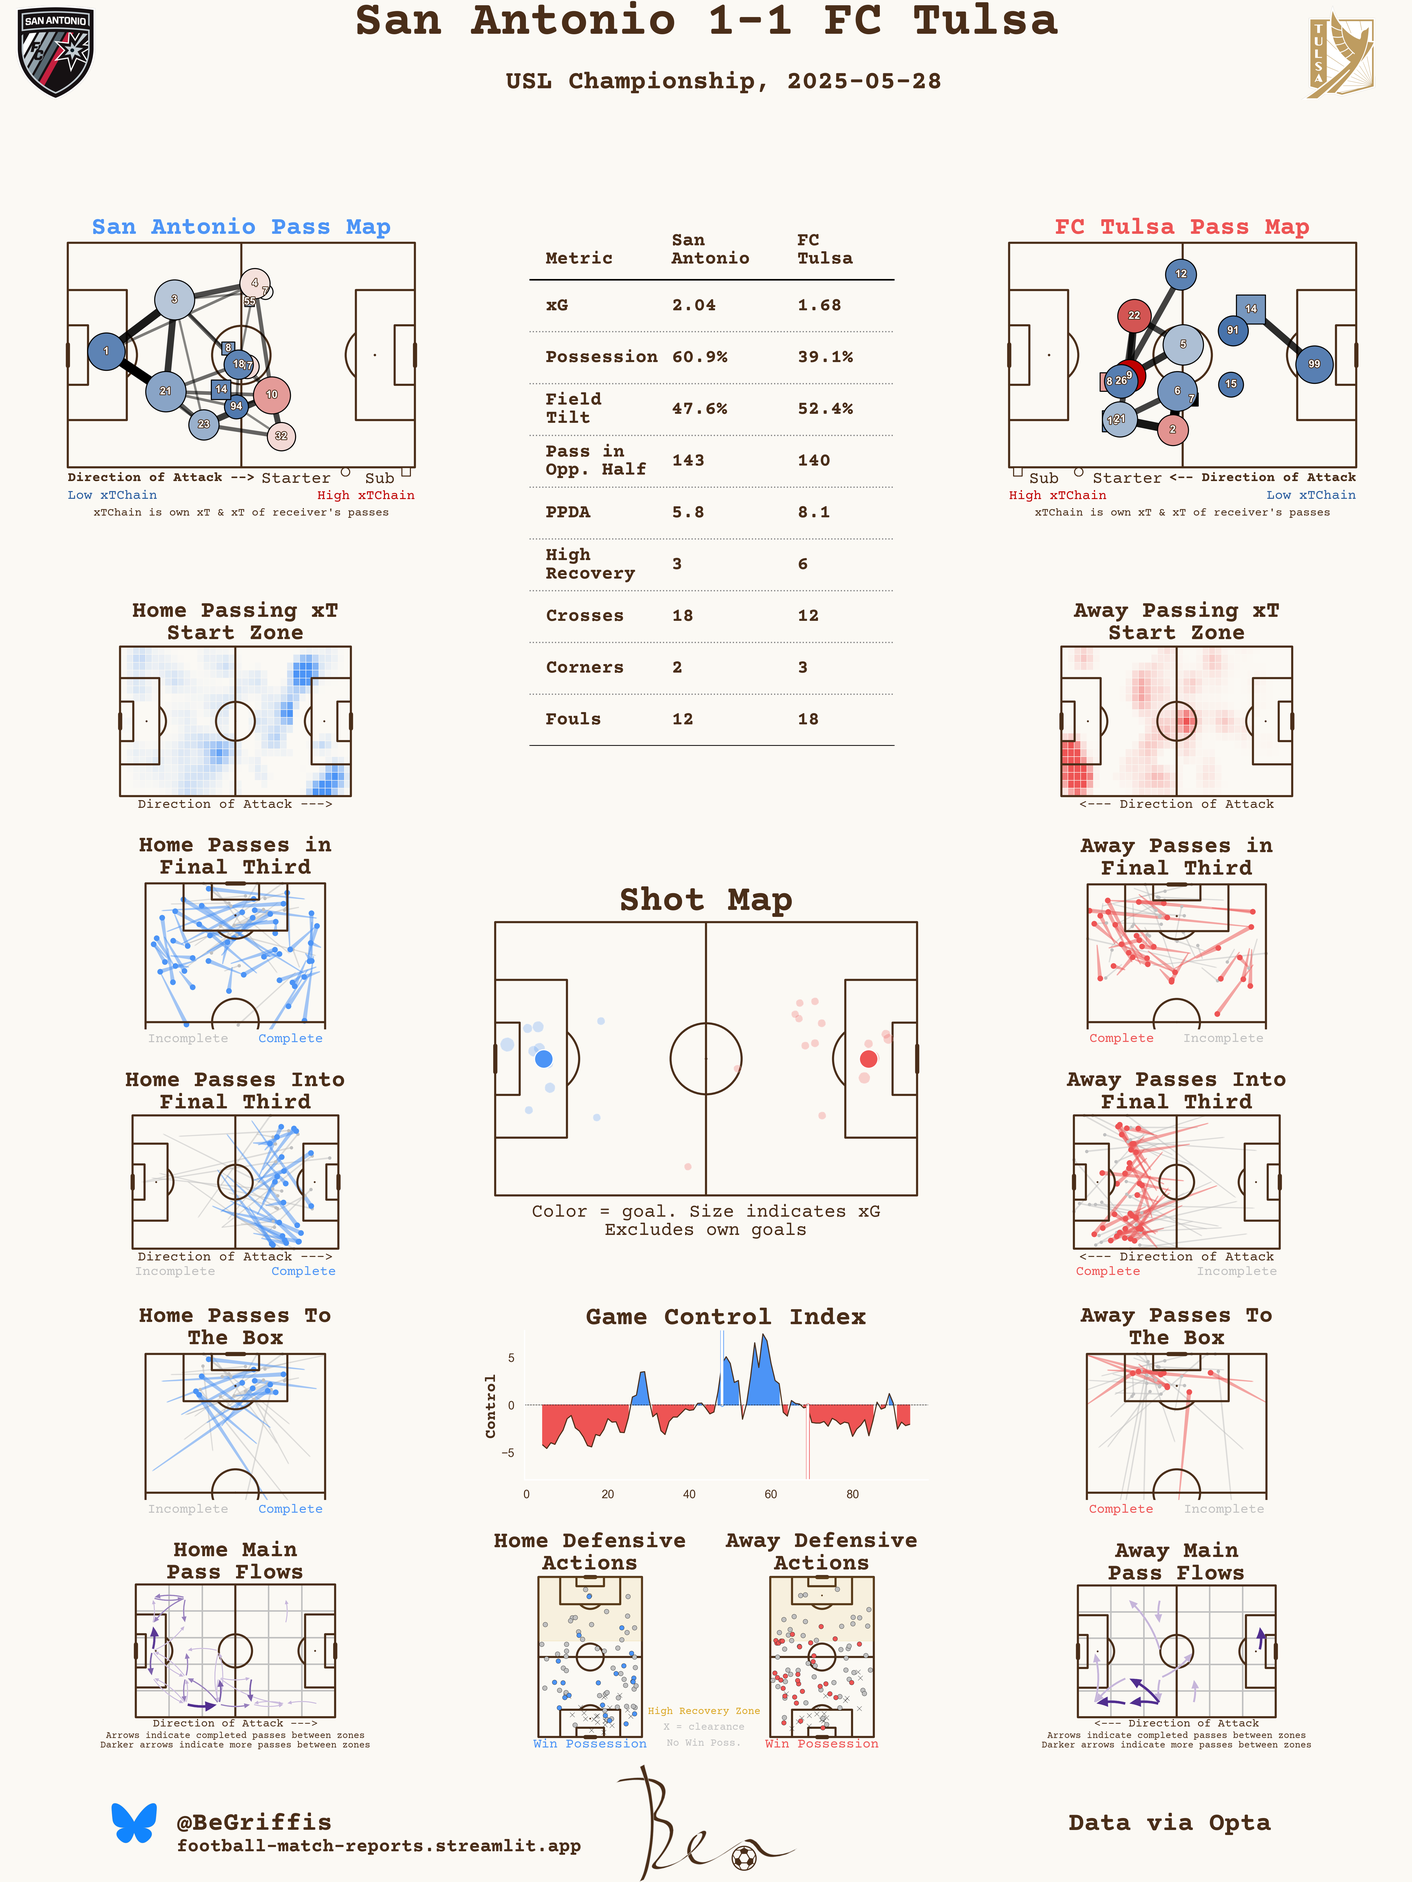 San Antonio 1-1 FC Tulsa
USL Championship, 2025-05-28
SAN ANTONIO
FC
TULSA
San Antonio Pass Map
3
4
7
55
1
8
18
7
21
14
94
10
23
32
Direction of Attack --> Starter Sub
Low xTChain High xTChain
xTChain is own xT & xT of receiver's passes
Metric San Antonio FC Tulsa
xG 2.04 1.68
Possession 60.9% 39.1%
Field Tilt 47.6% 52.4%
Pass in Opp. Half 143 140
PPDA 5.8 8.1
High Recovery 3 6
Crosses 18 12
Corners 2 3
Fouls 12 18
FC Tulsa Pass Map
12
22
14
91
5
99
8
26
9
15
6
7
21
2
Sub Starter <-- Direction of Attack
High xTChain Low xTChain
xTChain is own xT & xT of receiver's passes
Home Passing xT
Start Zone
Direction of Attack --->
Away Passing xT
Start Zone
<--- Direction of Attack
Home Passes in
Final Third
Incomplete Complete
Away Passes in
Final Third
Complete Incomplete
Shot Map
Color = goal. Size indicates xG
Excludes own goals
Home Passes Into
Final Third
Direction of Attack --->
Incomplete Complete
Away Passes Into
Final Third
<--- Direction of Attack
Complete Incomplete
Home Passes To
The Box
Incomplete Complete
Game Control Index
Control
5
0
−5
0 20 40 60 80
Away Passes To
The Box
Complete Incomplete
Home Main
Pass Flows
Direction of Attack --->
Arrows indicate completed passes between zones
Darker arrows indicate more passes between zones
Home Defensive
Actions
Win Possession
Away Defensive
Actions
Win Possession
High Recovery Zone
X = clearance
No Win Poss.
Away Main
Pass Flows
<--- Direction of Attack
Arrows indicate completed passes between zones
Darker arrows indicate more passes between zones
@BeGriffis
football-match-reports.streamlit.app
Ben
Data via Opta